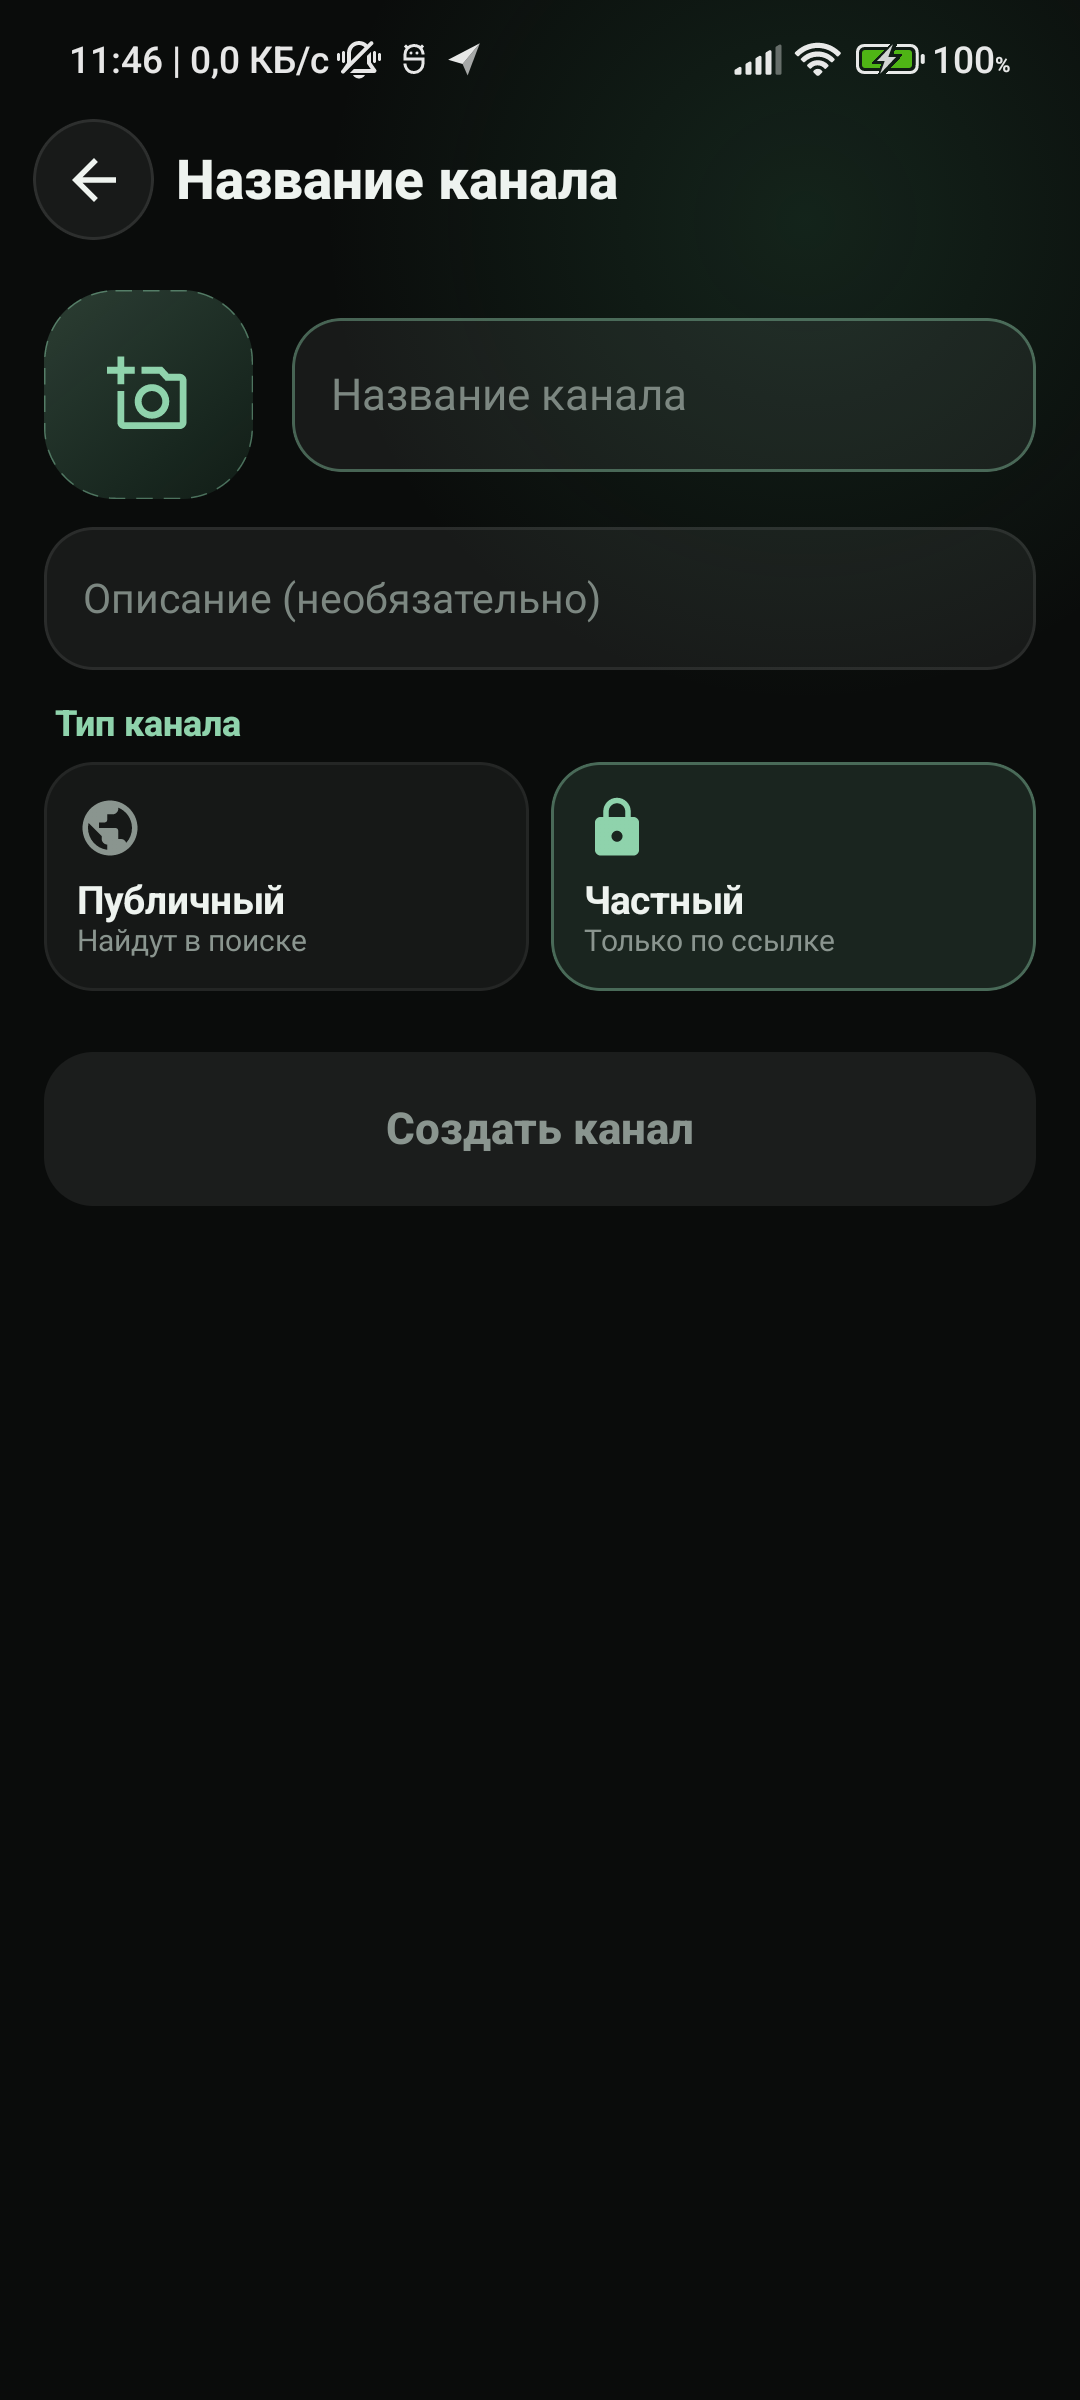 11:46 | 0,0 КБ/с 100%
Название канала
Название канала
Описание (необязательно)
Тип канала
Публичный
Найдут в поиске
Частный
Только по ссылке
Создать канал